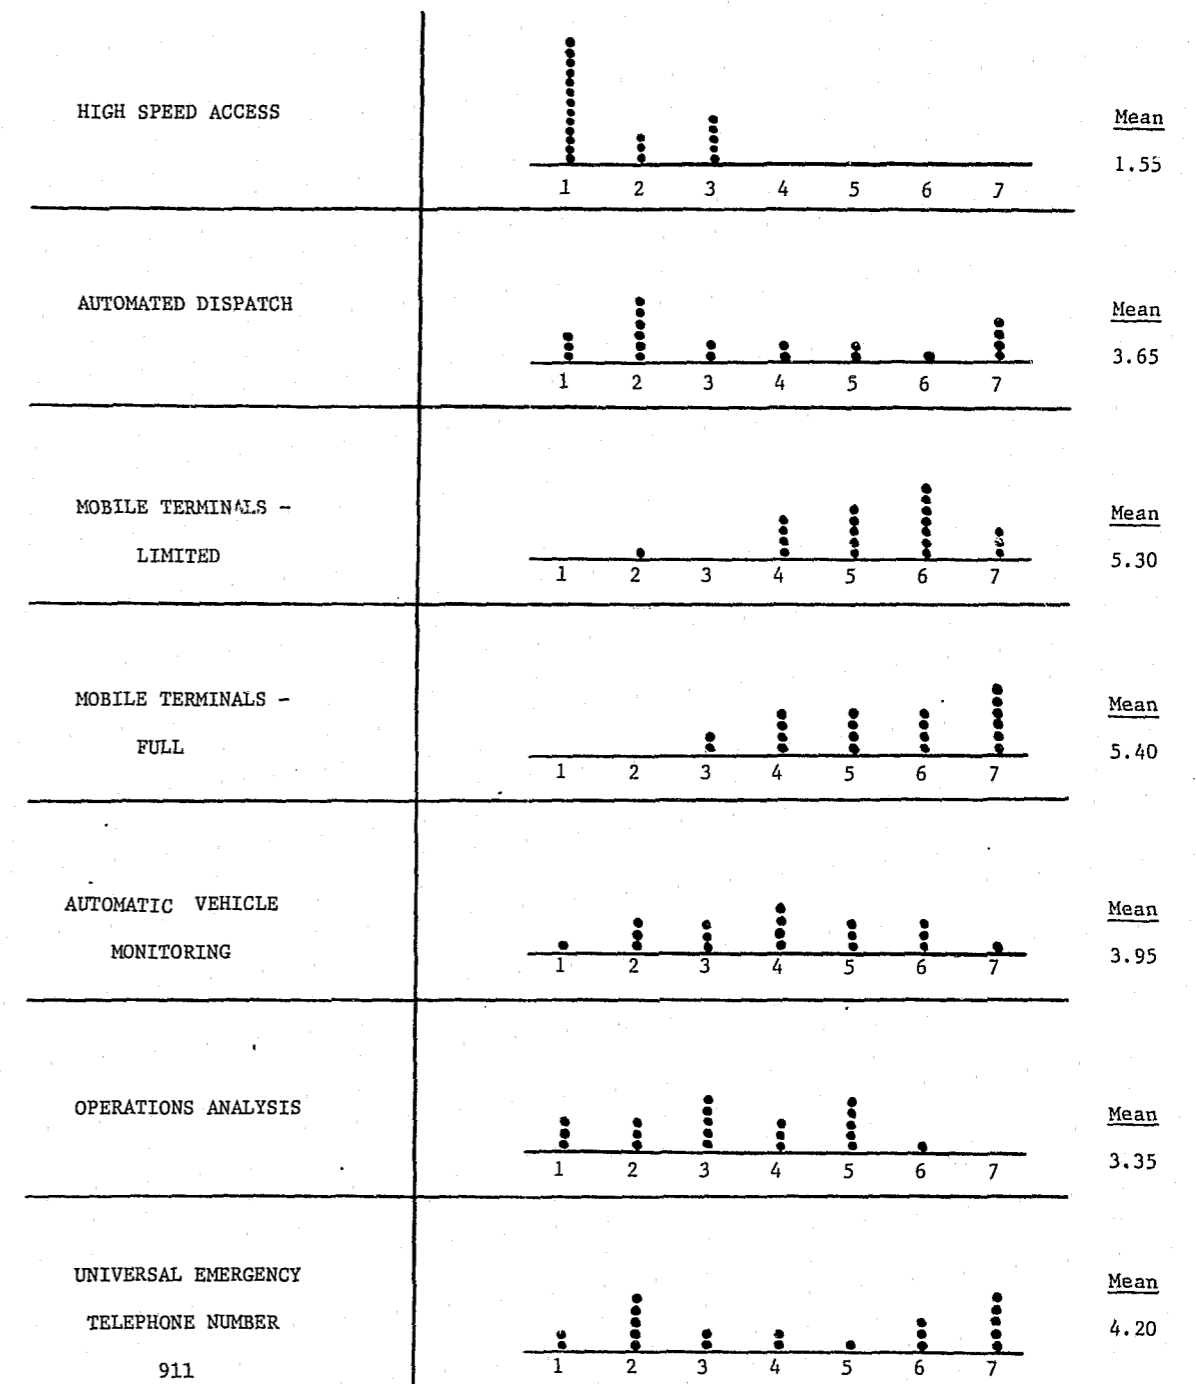 HIGH SPEED ACCESS
Mean
1.55
1 2 3 4 5 6 7
AUTOMATED DISPATCH
Mean
3.65
1 2 3 4 5 6 7
MOBILE TERMINALS -
LIMITED
Mean
5.30
1 2 3 4 5 6 7
MOBILE TERMINALS -
FULL
Mean
5.40
1 2 3 4 5 6 7
AUTOMATIC VEHICLE
MONITORING
Mean
3.95
1 2 3 4 5 6 7
OPERATIONS ANALYSIS
Mean
3.35
1 2 3 4 5 6 7
UNIVERSAL EMERGENCY
TELEPHONE NUMBER
911
Mean
4.20
1 2 3 4 5 6 7